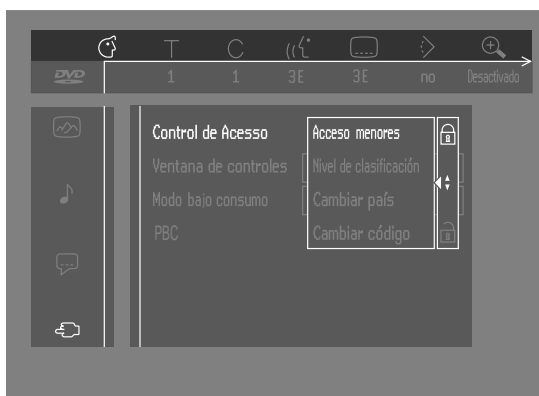 T C
DVD 1 1 3E 3E no Desactivado
Control de Acesso
Ventana de controles
Modo bajo consumo
PBC
Acceso menores
Nivel de clasificación
Cambiar país
Cambiar código